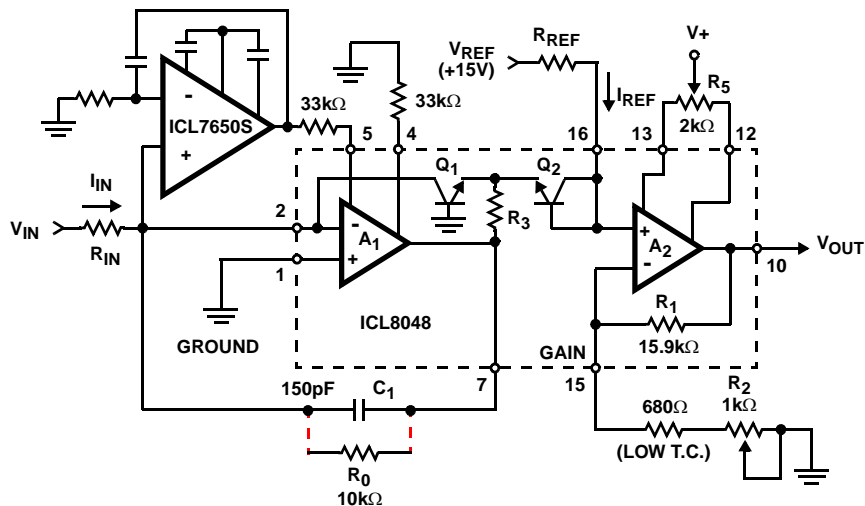 V+
VREF
(+15V)
RREF
IREF
R5
2kΩ
-
ICL7650S
+
33kΩ
33kΩ
5
4
16
13
12
Q1
Q2
IIN
VIN
RIN
2
-
A1
+
1
R3
+
A2
-
VOUT
10
R1
15.9kΩ
ICL8048
GROUND
GAIN
7
15
150pF
C1
R0
10kΩ
680Ω
(LOW T.C.)
R2
1kΩ